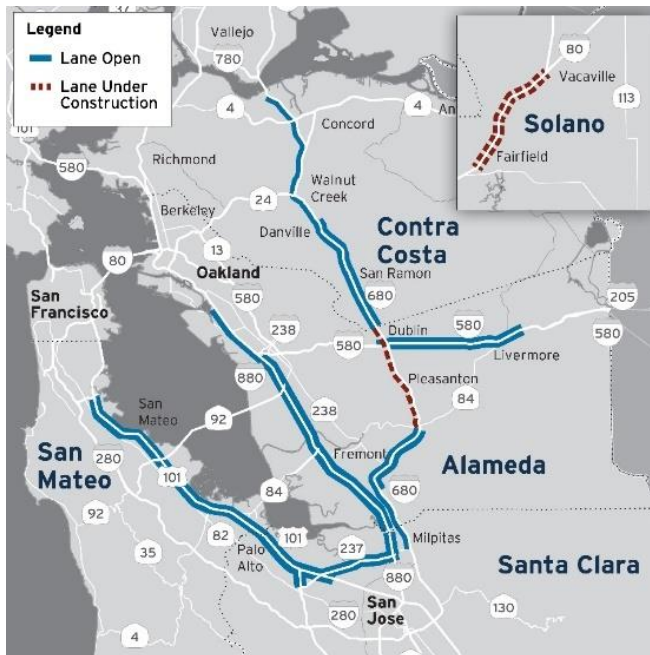 Legend
Lane Open
Lane Under
Construction
37
Vallejo
780
80
Vacaville
113
Solano
Fairfield
101
4
4
An
Concord
Richmond
580
Walnut
Creek
24
Berkeley
Danville
Contra
Costa
13
80
Oakland
San Ramon
680
San
Francisco
580
205
238
Dublin
580
580
580
Livermore
880
Pleasanton
84
San
Mateo
92
238
San
Mateo
280
Fremont
Alameda
101
84
680
92
82
101
237
Milpitas
35
Palo
Alto
Santa Clara
880
280
San
Jose
130
4